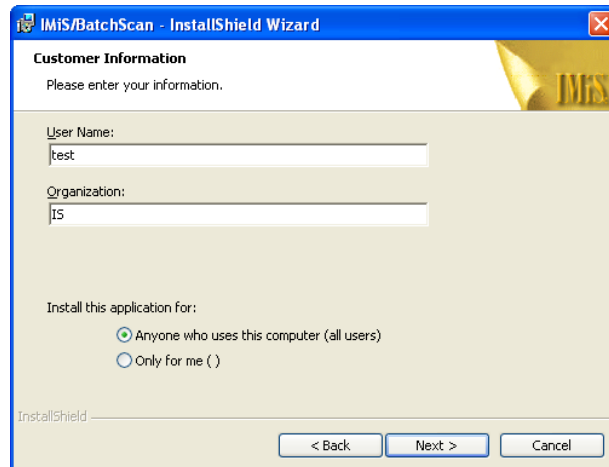 IMiS/BatchScan - InstallShield Wizard
Customer Information
Please enter your information.
IMiS
User Name:
test
Organization:
IS
Install this application for:
Anyone who uses this computer (all users)
Only for me ( )
InstallShield
< Back
Next >
Cancel